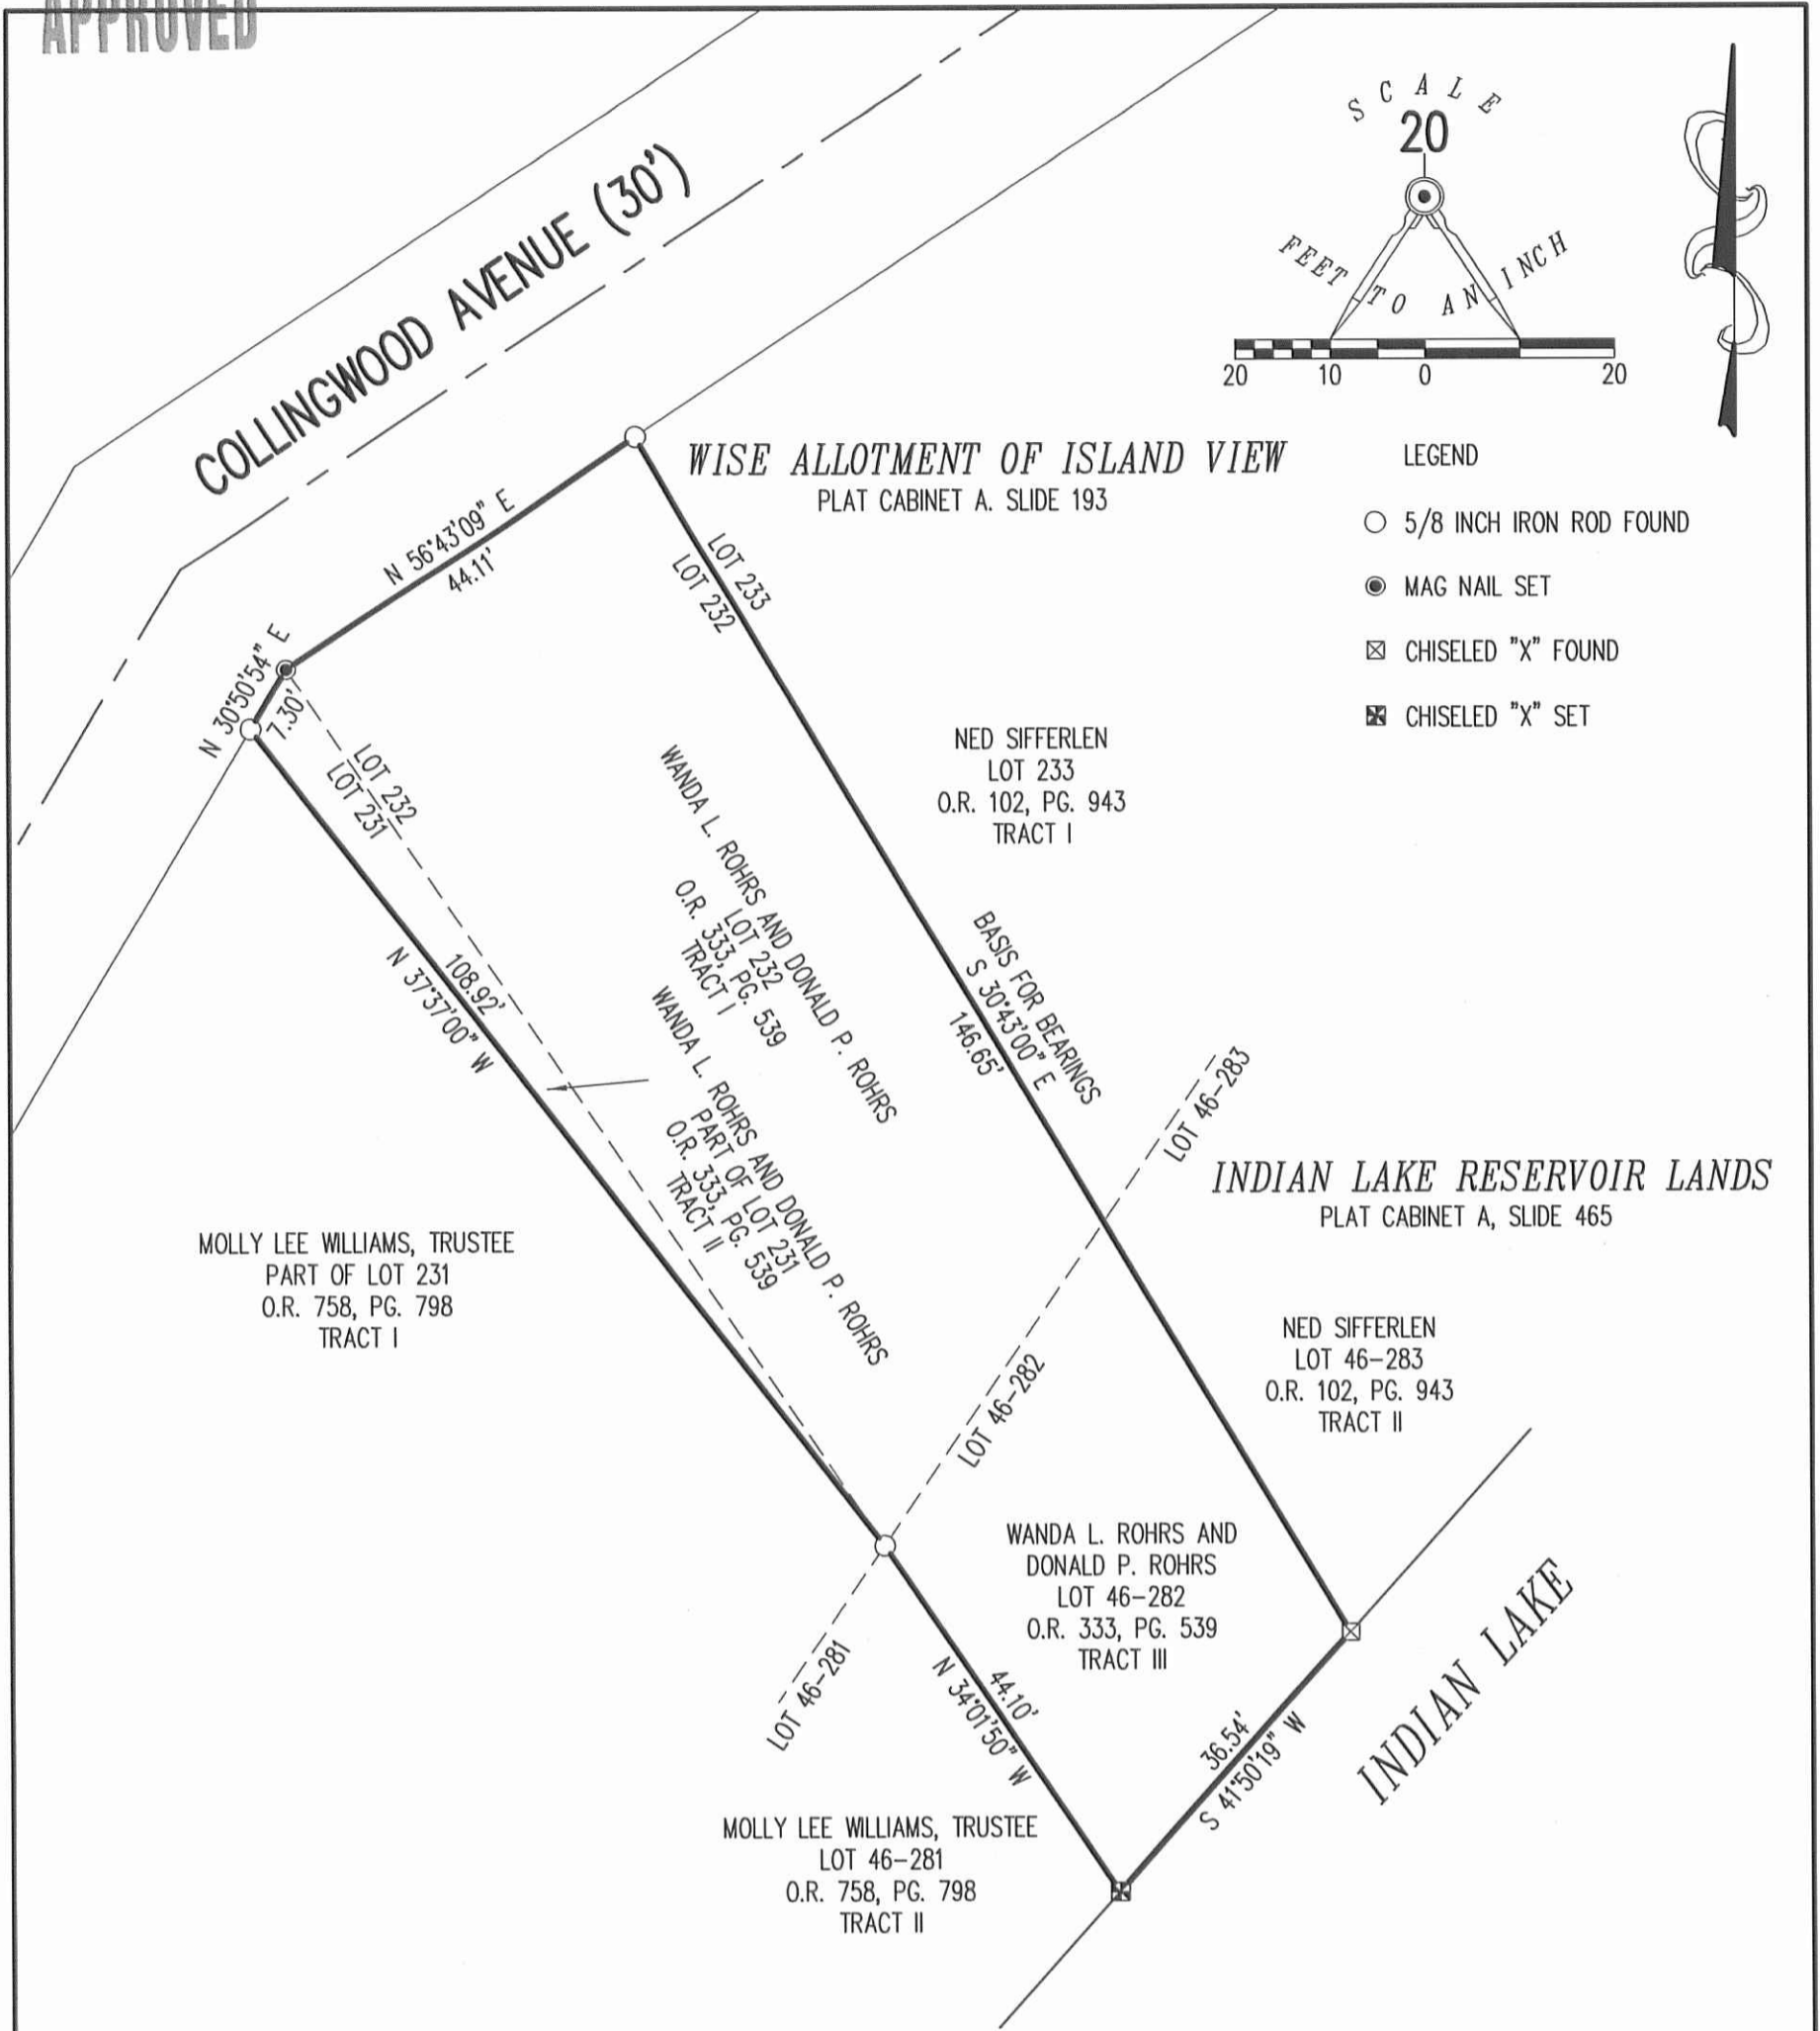 APPROVED
SCALE
20
FEET TO AN INCH
20 10 0 20
COLLINGWOOD AVENUE (30')
WISE ALLOTMENT OF ISLAND VIEW
PLAT CABINET A. SLIDE 193
LEGEND
5/8 INCH IRON ROD FOUND
MAG NAIL SET
CHISELED "X" FOUND
CHISELED "X" SET
N 56°43'09" E
44.11'
LOT 233
LOT 232
N 30°50'54" E
7.30'
LOT 232
LOT 231
NED SIFFERLEN
LOT 233
O.R. 102, PG. 943
TRACT I
WANDA L. ROHRS AND DONALD P. ROHRS
LOT 232
O.R. 333, PG. 539
TRACT I
BASIS FOR BEARINGS
S 30°43'00" E
146.65'
108.92'
N 37°37'00" W
WANDA L. ROHRS AND DONALD P. ROHRS
PART OF LOT 231
O.R. 333, PG. 539
TRACT II
LOT 46-283
INDIAN LAKE RESERVOIR LANDS
PLAT CABINET A, SLIDE 465
MOLLY LEE WILLIAMS, TRUSTEE
PART OF LOT 231
O.R. 758, PG. 798
TRACT I
NED SIFFERLEN
LOT 46-283
O.R. 102, PG. 943
TRACT II
LOT 46-282
WANDA L. ROHRS AND
DONALD P. ROHRS
LOT 46-282
O.R. 333, PG. 539
TRACT III
LOT 46-281
44.10'
N 34°01'50" W
36.54'
S 41°50'19" W
INDIAN LAKE
MOLLY LEE WILLIAMS, TRUSTEE
LOT 46-281
O.R. 758, PG. 798
TRACT II